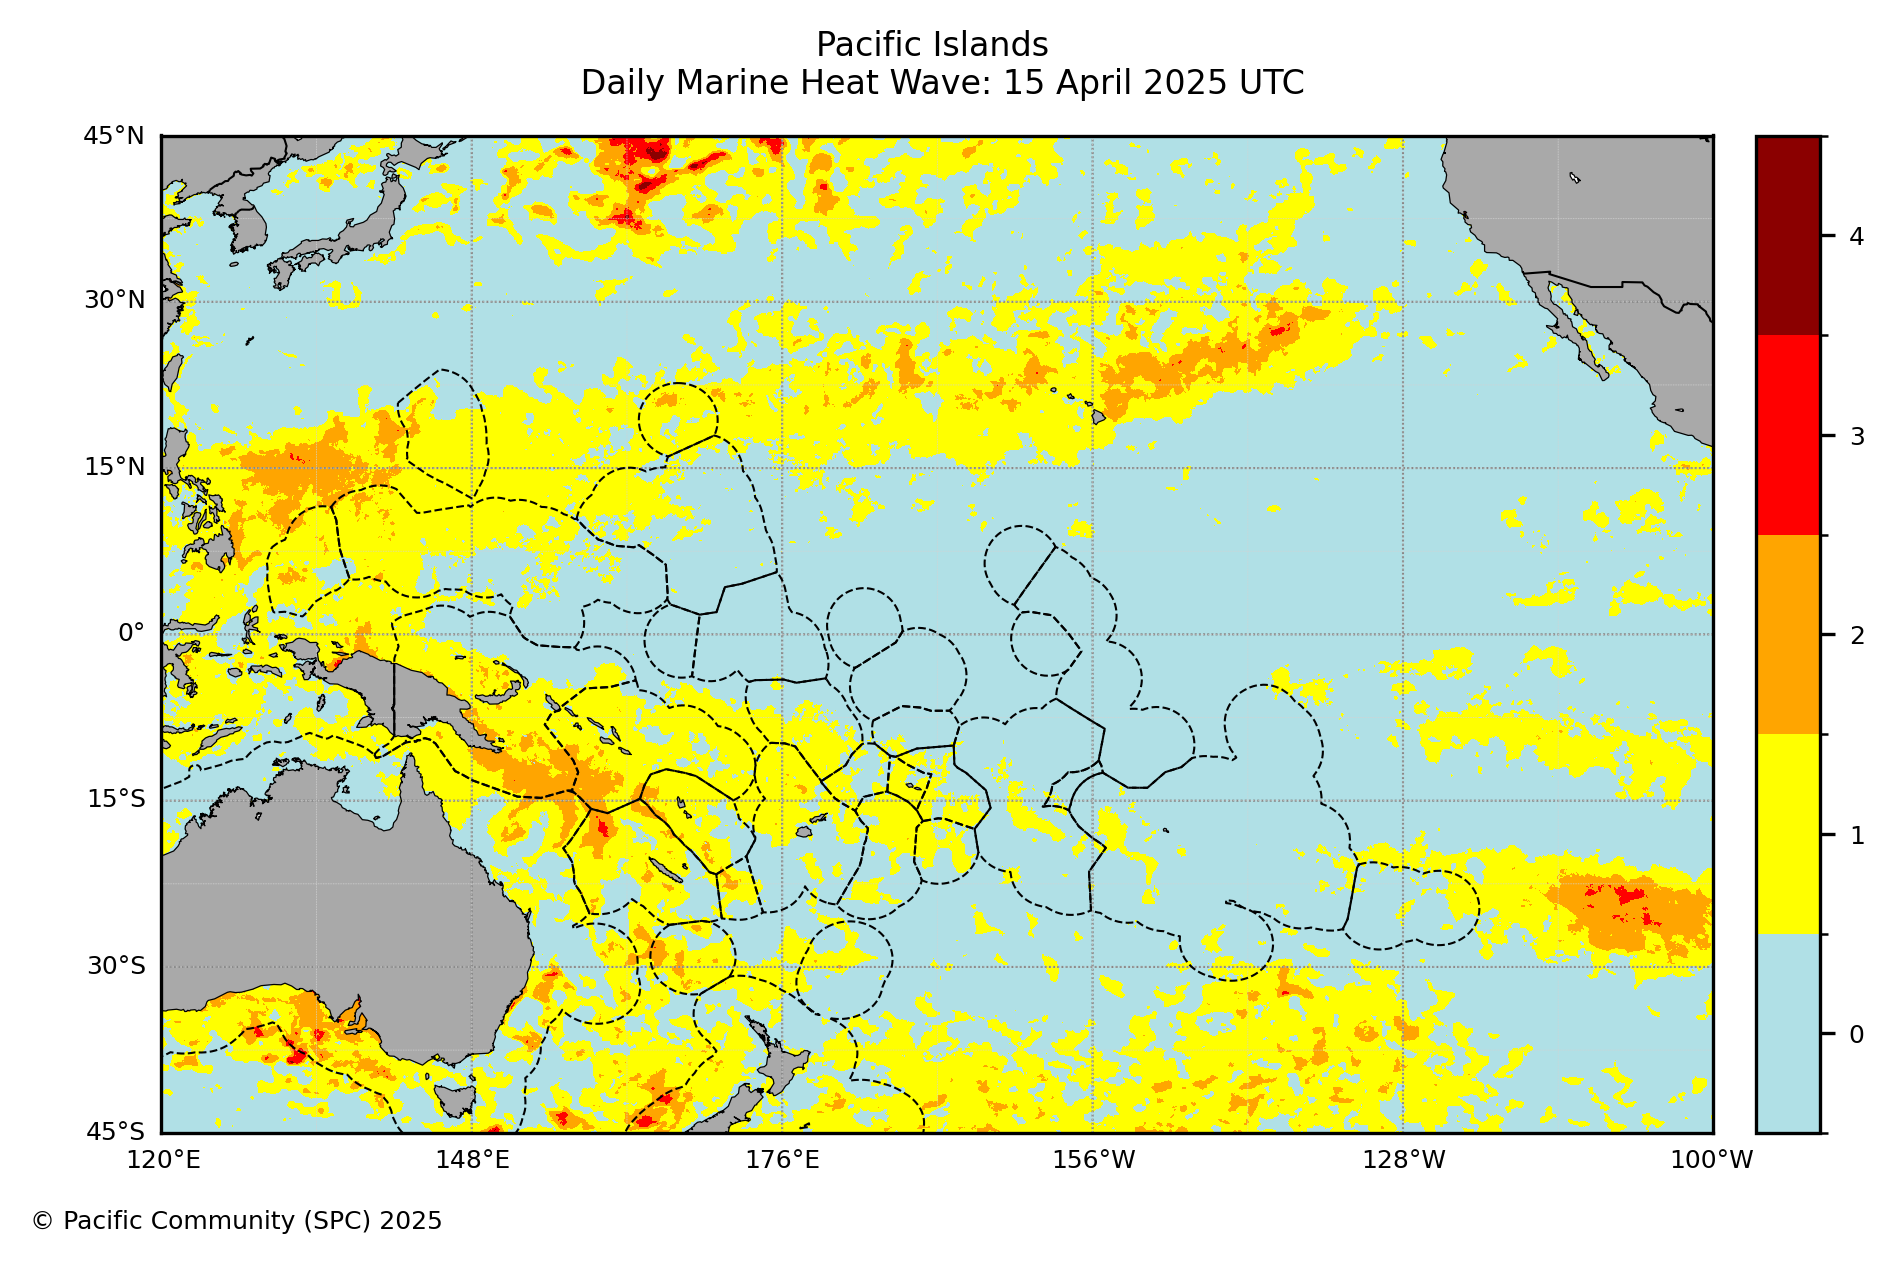 Pacific Islands
Daily Marine Heat Wave: 15 April 2025 UTC
45°N
30°N
15°N
0°
15°S
30°S
45°S
120°E 148°E 176°E 156°W 128°W 100°W
4
3
2
1
0
© Pacific Community (SPC) 2025